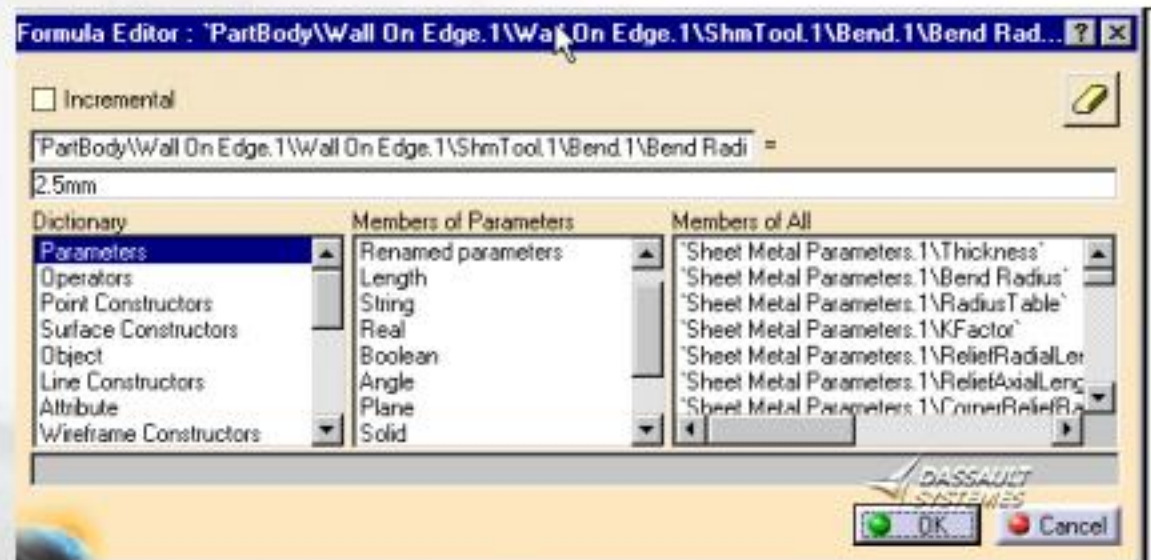 Formula Editor : `PartBody\Wall On Edge.1\Wall On Edge.1\ShmTool.1\Bend.1\Bend Rad... ? X
Incremental
`PartBody\Wall On Edge.1\Wall On Edge.1\ShmTool.1\Bend.1\Bend Radi =
2.5mm
Dictionary Members of Parameters Members of All
Parameters Renamed parameters `Sheet Metal Parameters.1\Thickness`
Operators Length `Sheet Metal Parameters.1\Bend Radius`
Point Constructors String `Sheet Metal Parameters.1\RadiusTable`
Surface Constructors Real `Sheet Metal Parameters.1\KFactor`
Object Boolean `Sheet Metal Parameters.1\ReliefRadialLen
Line Constructors Angle `Sheet Metal Parameters.1\ReliefAxialLeng
Attribute Plane `Sheet Metal Parameters.1\CornerReliefRa
Wireframe Constructors Solid
DASSAULT
SYSTEMES
OK Cancel